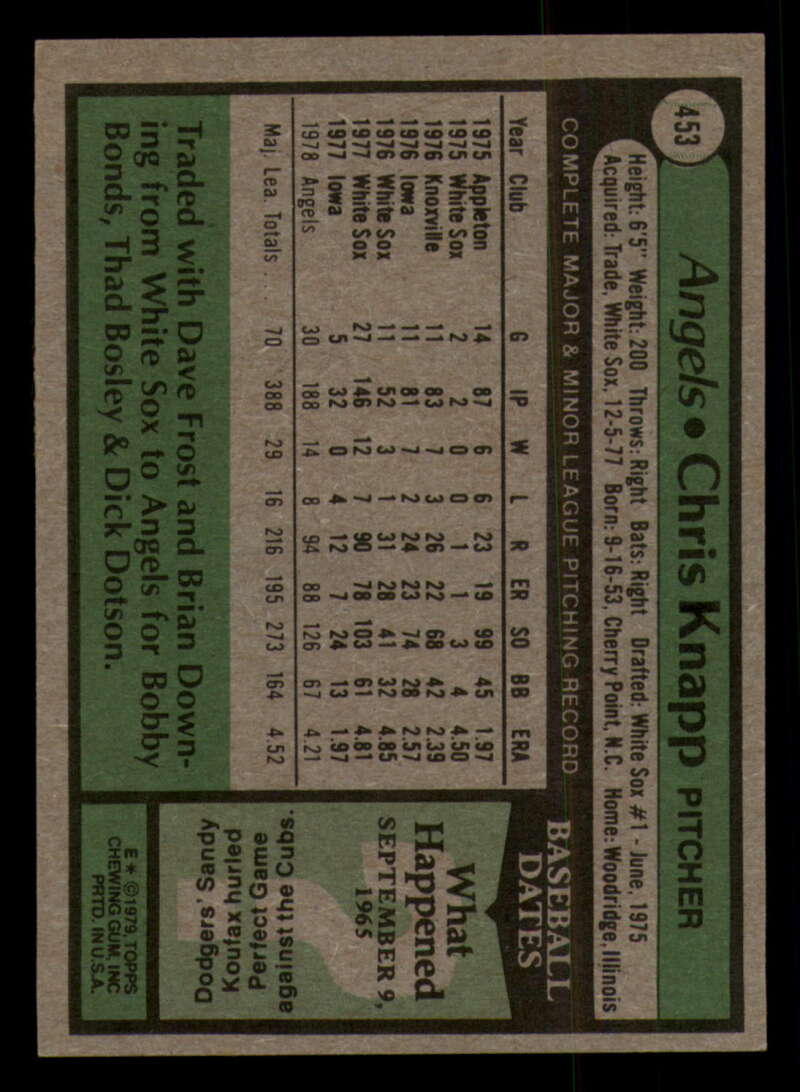 453
Angels • Chris Knapp PITCHER
Height: 6'5" Weight: 200 Throws: Right Bats: Right Drafted: White Sox #1 - June, 1975
Acquired: Trade, White Sox, 12-5-77 Born: 9-16-53, Cherry Point, N.C. Home: Woodridge, Illinois
COMPLETE MAJOR & MINOR LEAGUE PITCHING RECORD
Year Club G IP W L R ER SO BB ERA
1975 Appleton 14 87 6 6 23 19 99 45 1.97
1975 White Sox 2 2 0 0 1 1 3 4 4.50
1976 Knoxville 11 83 7 3 26 22 68 42 2.39
1976 Iowa 11 81 7 2 24 23 74 28 2.57
1976 White Sox 11 52 3 1 31 28 41 32 4.85
1977 White Sox 27 146 12 7 90 78 103 61 4.81
1977 Iowa 5 32 0 4 12 7 24 13 1.97
1978 Angels 30 188 14 8 94 88 126 67 4.21
Maj. Lea. Totals . . . 70 388 29 16 216 195 273 164 4.52
Traded with Dave Frost and Brian Down-
ing from White Sox to Angels for Bobby
Bonds, Thad Bosley & Dick Dotson.
BASEBALL
DATES
What
Happened
SEPTEMBER 9,
1965
Dodgers' Sandy
Koufax hurled
Perfect Game
against the Cubs.
E * © 1979, TOPPS
CHEWING GUM, INC
PRTD. IN U.S.A.